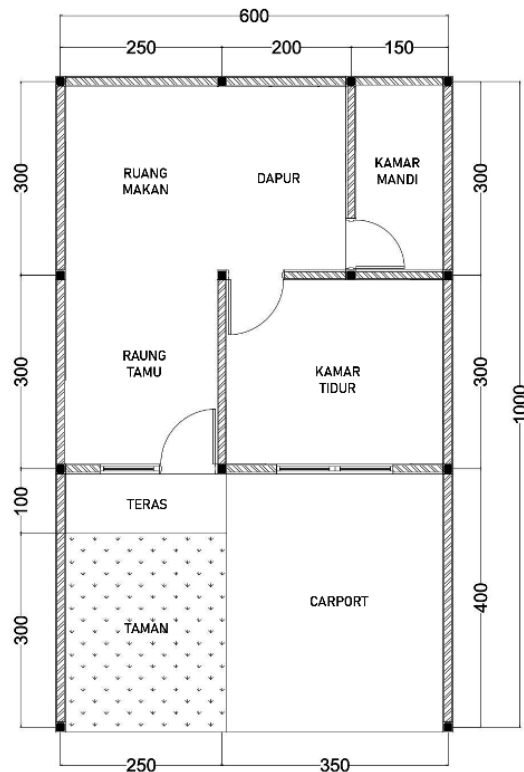 600
250
200
150
300
300
RUANG
MAKAN
DAPUR
KAMAR
MANDI
300
300
1000
RAUNG
TAMU
KAMAR
TIDUR
100
TERAS
400
CARPORT
300
TAMAN
250
350